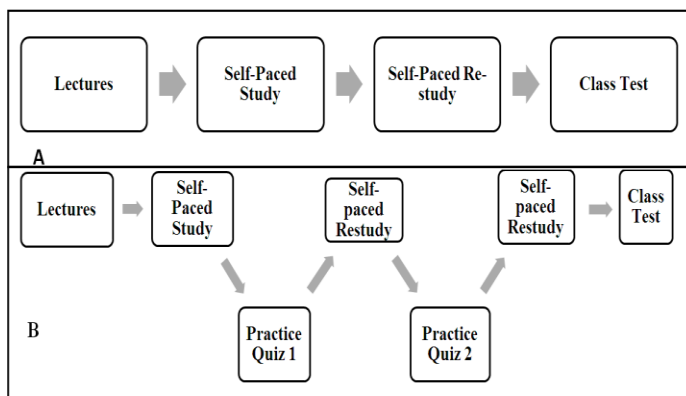 Lectures
Self-Paced
Study
Self-Paced Re-
study
Class Test
A
Lectures
Self-
Paced
Study
Self-
paced
Restudy
Self-
paced
Restudy
Class
Test
B
Practice
Quiz 1
Practice
Quiz 2